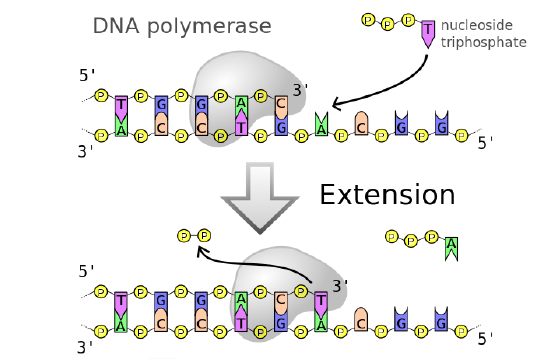 DNA polymerase
P P P T nucleoside
triphosphate
5' 3'
P P P P P
T G G A C
A C C T G A C G G
P P P P P P P P P P
3' 5'
Extension
P P P P P A
5' 3'
P P P P P P
T G G A C T
A C C T G A C G G
P P P P P P P P P P
3' 5'